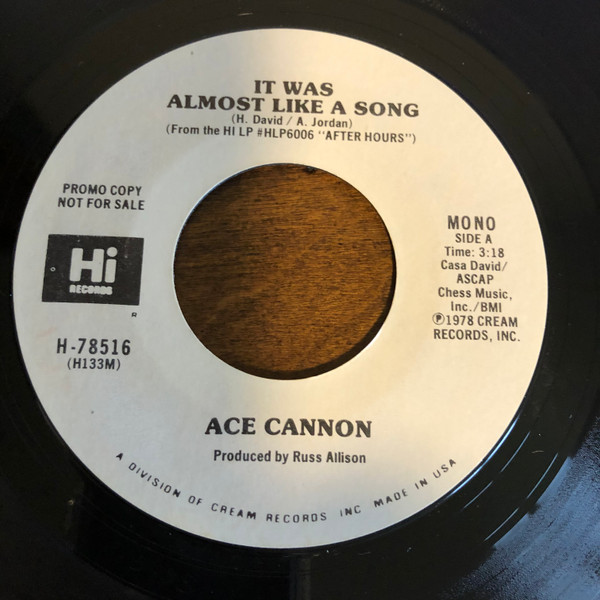 IT WAS
ALMOST LIKE A SONG
(H. David / A. Jordan)
(From the HI LP #HLP6006 "AFTER HOURS")
PROMO COPY
NOT FOR SALE
Hi
RECORDS
R
H-78516
(H133M)
MONO
SIDE A
Time: 3:18
Casa David/
ASCAP
Chess Music,
Inc./BMI
Ⓟ1978 CREAM
RECORDS, INC.
ACE CANNON
Produced by Russ Allison
A DIVISION OF CREAM RECORDS INC MADE IN USA